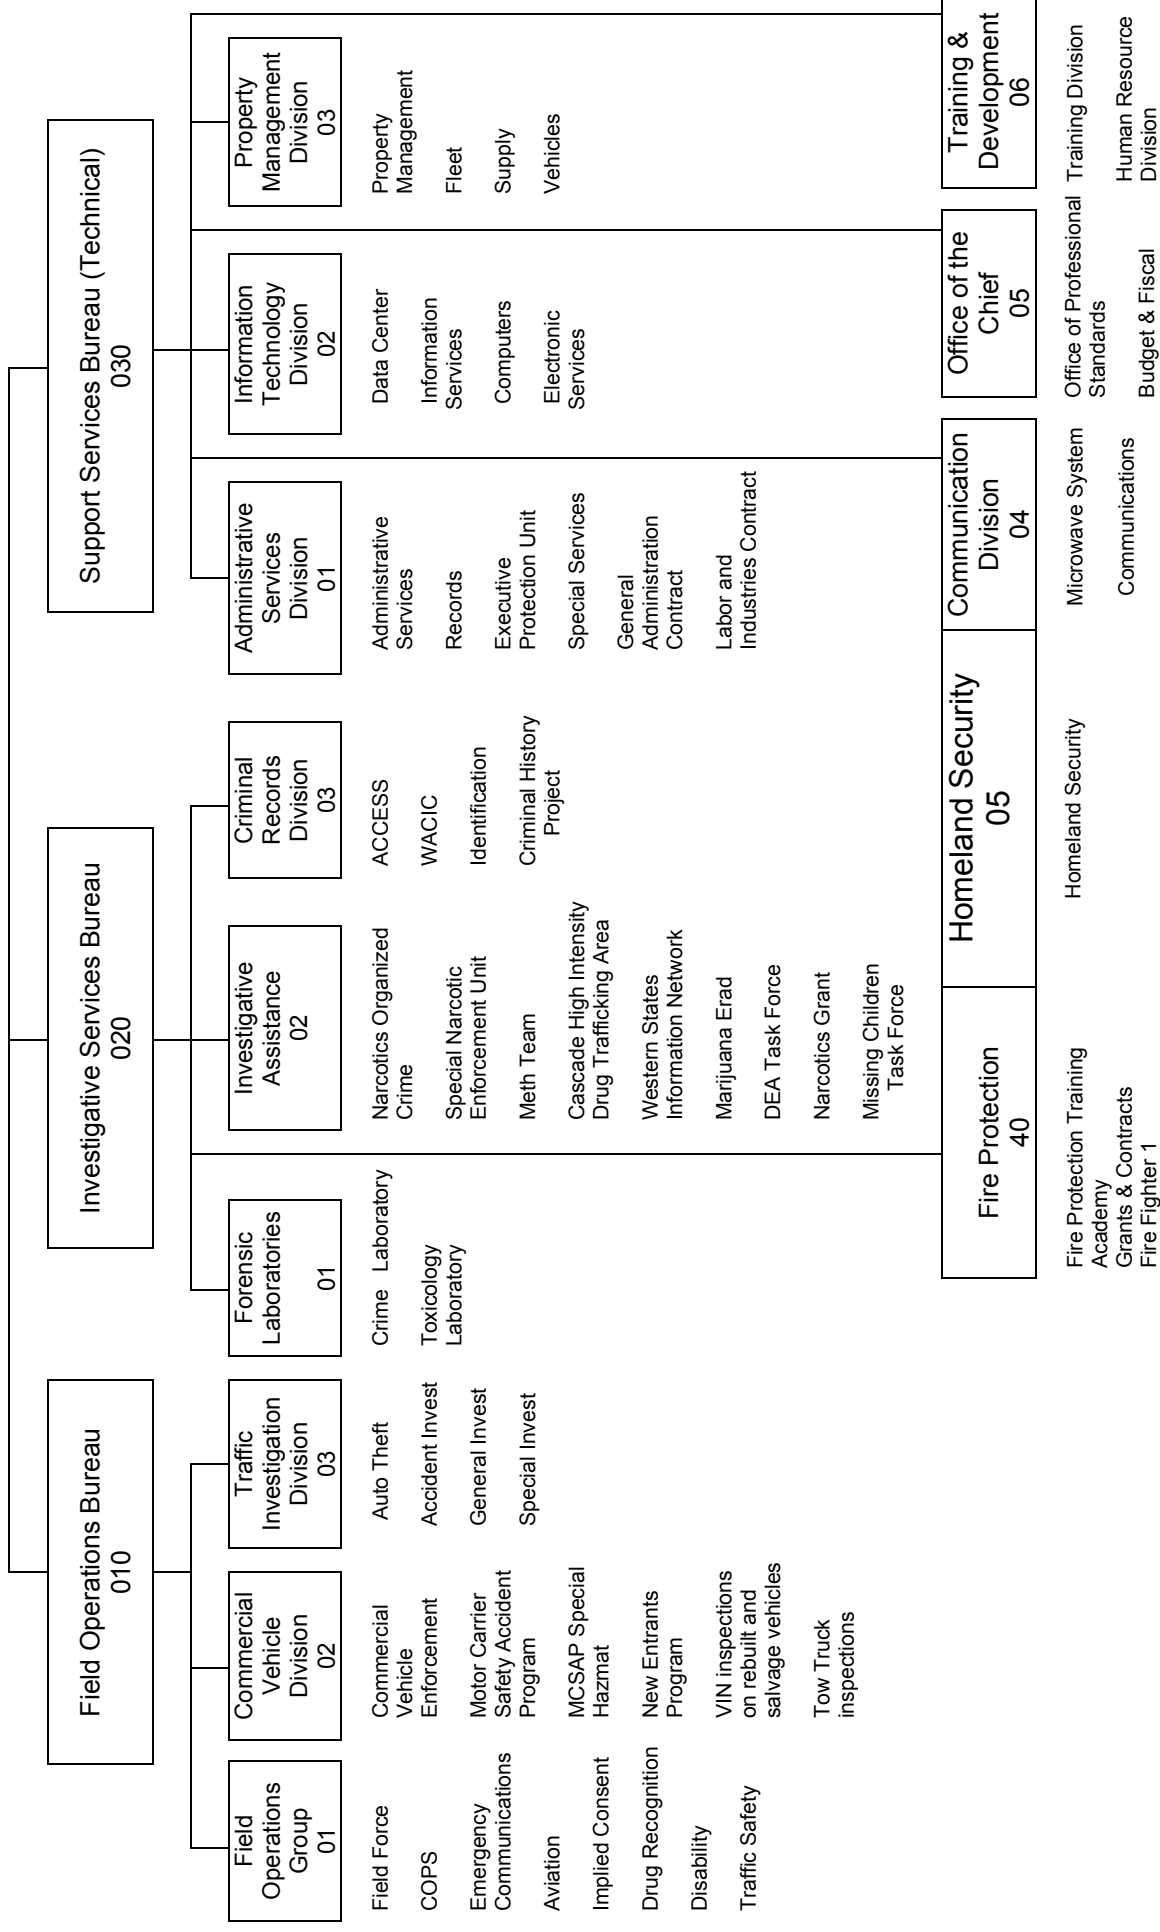 Field Operations Bureau
010
Investigative Services Bureau
020
Support Services Bureau (Technical)
030
Field
Operations
Group
01
Commercial
Vehicle
Division
02
Traffic
Investigation
Division
03
Forensic
Laboratories
01
Investigative
Assistance
02
Criminal
Records
Division
03
Administrative
Services
Division
01
Information
Technology
Division
02
Property
Management
Division
03
Field Force
COPS
Emergency
Communications
Aviation
Implied Consent
Drug Recognition
Disability
Traffic Safety
Commercial
Vehicle
Enforcement
Motor Carrier
Safety Accident
Program
MCSAP Special
Hazmat
New Entrants
Program
VIN inspections
on rebuilt and
salvage vehicles
Tow Truck
inspections
Auto Theft
Accident Invest
General Invest
Special Invest
Crime Laboratory
Toxicology
Laboratory
Narcotics Organized
Crime
Special Narcotic
Enforcement Unit
Meth Team
Cascade High Intensity
Drug Trafficking Area
Western States
Information Network
Marijuana Erad
DEA Task Force
Narcotics Grant
Missing Children
Task Force
ACCESS
WACIC
Identification
Criminal History
Project
Administrative
Services
Records
Executive
Protection Unit
Special Services
General
Administration
Contract
Labor and
Industries Contract
Data Center
Information
Services
Computers
Electronic
Services
Property
Management
Fleet
Supply
Vehicles
Fire Protection
40
Homeland Security
05
Communication
Division
04
Office of the
Chief
05
Training &
Development
06
Fire Protection Training
Academy
Grants & Contracts
Fire Fighter 1
Homeland Security
Microwave System
Communications
Office of Professional
Standards
Budget & Fiscal
Training Division
Human Resource
Division